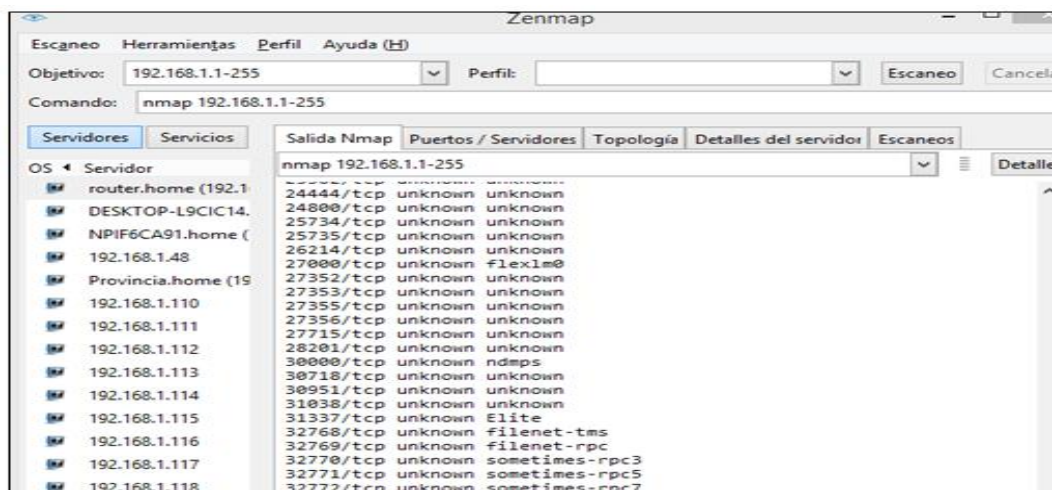 Zenmap
Escaneo Herramientas Perfil Ayuda (H)
Objetivo: 192.168.1.1-255 Perfil: Escaneo Cancela
Comando: nmap 192.168.1.1-255
Servidores Servicios Salida Nmap Puertos / Servidores Topología Detalles del servidor Escaneos
OS Servidor nmap 192.168.1.1-255 Detalle
router.home (192.1
DESKTOP-L9CIC14.
NPIF6CA91.home (
192.168.1.48
Provincia.home (19
192.168.1.110
192.168.1.111
192.168.1.112
192.168.1.113
192.168.1.114
192.168.1.115
192.168.1.116
192.168.1.117
192.168.1.118
24444/tcp unknown unknown
24800/tcp unknown unknown
25734/tcp unknown unknown
25735/tcp unknown unknown
26214/tcp unknown unknown
27000/tcp unknown flexlm0
27352/tcp unknown unknown
27353/tcp unknown unknown
27355/tcp unknown unknown
27356/tcp unknown unknown
27715/tcp unknown unknown
28201/tcp unknown unknown
30000/tcp unknown ndmps
30718/tcp unknown unknown
30951/tcp unknown unknown
31038/tcp unknown unknown
31337/tcp unknown Elite
32768/tcp unknown filenet-tms
32769/tcp unknown filenet-rpc
32770/tcp unknown sometimes-rpc3
32771/tcp unknown sometimes-rpc5
32772/tcp unknown sometimes-rpc7